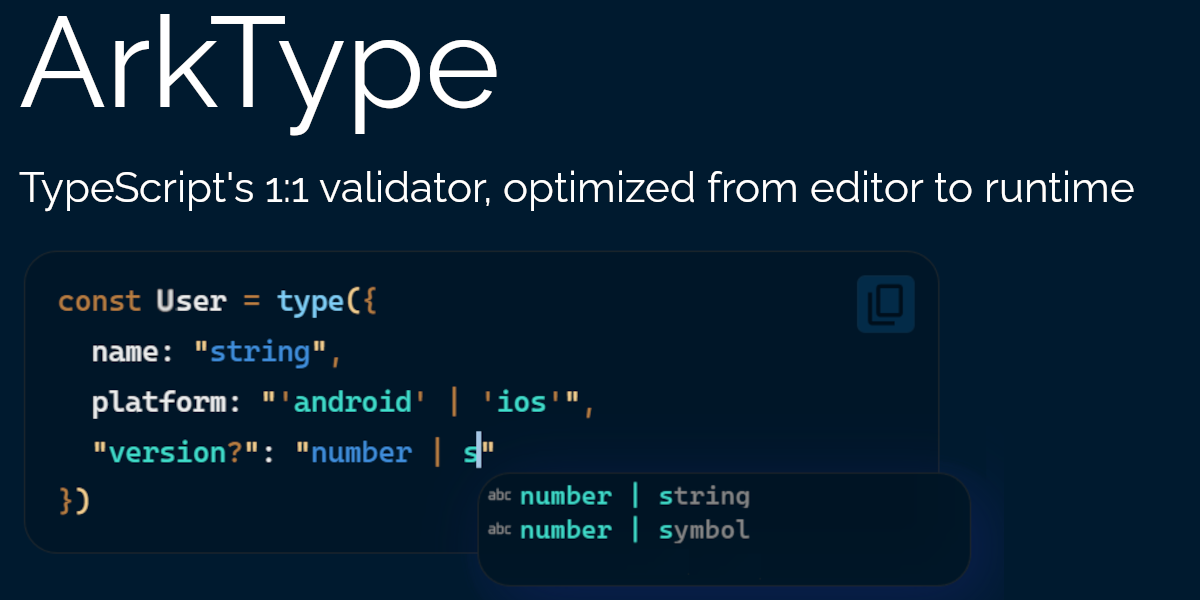 ArkType
TypeScript's 1:1 validator, optimized from editor to runtime
const User = type({
name: "string",
platform: "'android' | 'ios'",
"version?": "number | s"
})
abc number | string
abc number | symbol